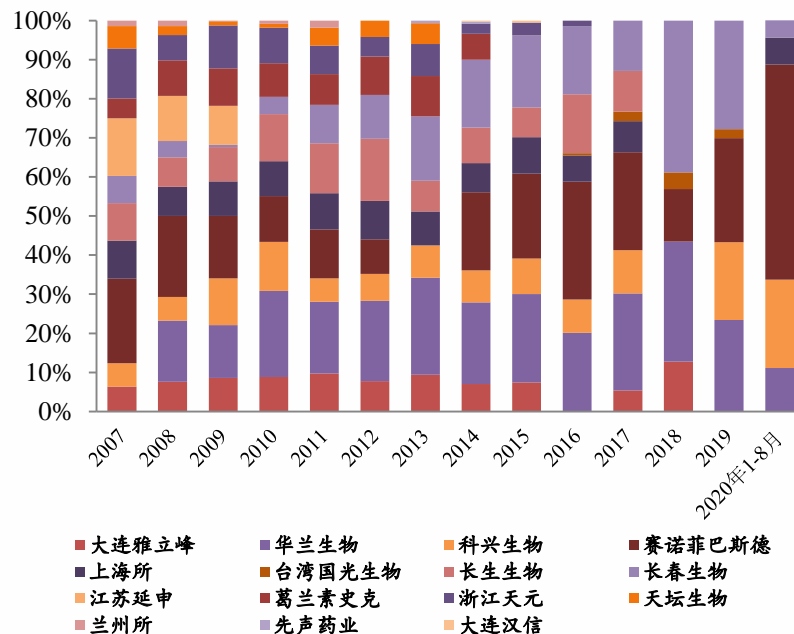 100%
90%
80%
70%
60%
50%
40%
30%
20%
10%
0%
2007 2008 2009 2010 2011 2012 2013 2014 2015 2016 2017 2018 2019 2020年1-8月
大连雅立峰 华兰生物 科兴生物 赛诺菲巴斯德
上海所 台湾国光生物 长生生物 长春生物
江苏延申 葛兰素史克 浙江天元 天坛生物
兰州所 先声药业 大连汉信